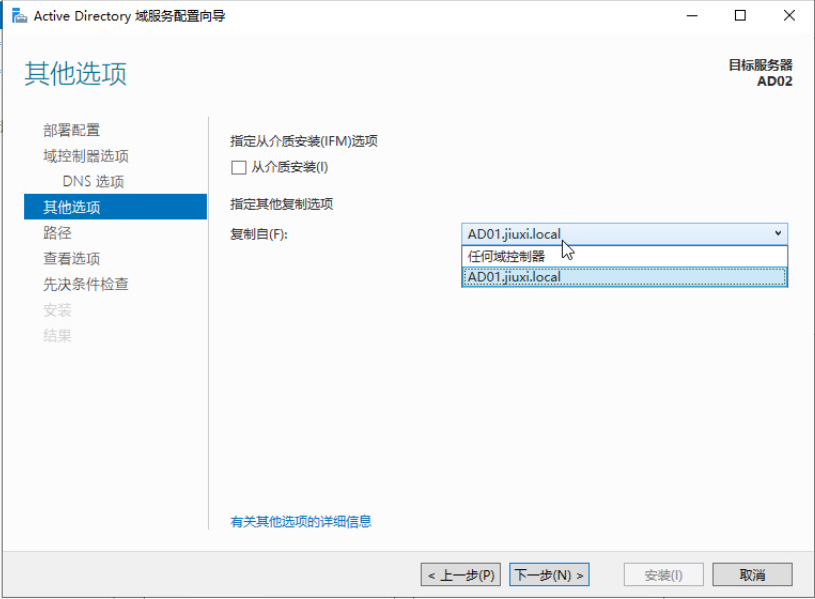 Active Directory 域服务配置向导
其他选项
目标服务器
AD02
部署配置
域控制器选项
DNS 选项
其他选项
路径
查看选项
先决条件检查
安装
结果
指定从介质安装(IFM)选项
从介质安装(I)
指定其他复制选项
复制自(F):
AD01.jiuxi.local
任何域控制器
AD01.jiuxi.local
有关其他选项的详细信息
< 上一步(P)
下一步(N) >
安装(I)
取消